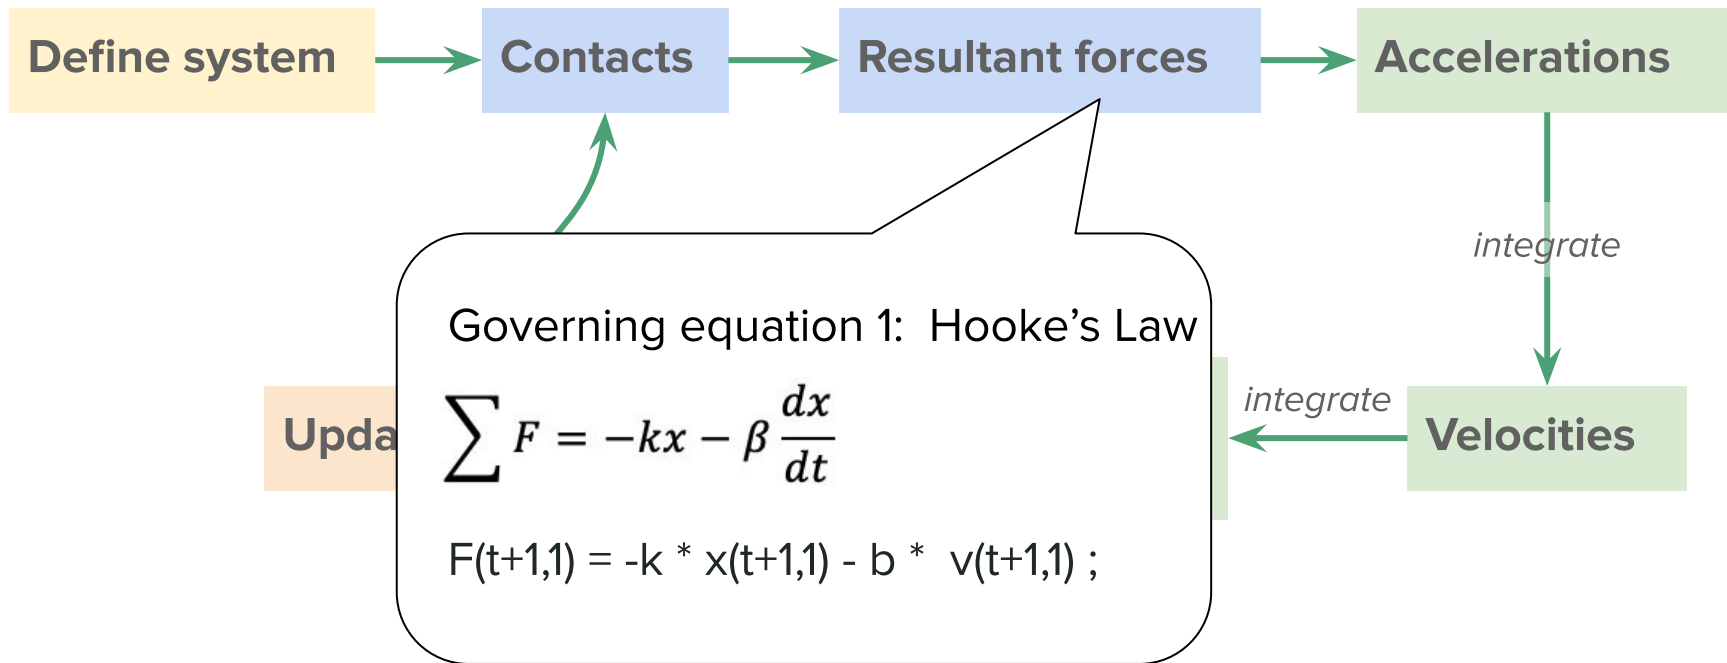 Define system
Contacts
Resultant forces
Accelerations
integrate
Governing equation 1:  Hooke’s Law
integrate
Upda
∑ F = −kx − β dx/dt
Velocities
F(t+1,1) = -k * x(t+1,1) - b *  v(t+1,1) ;